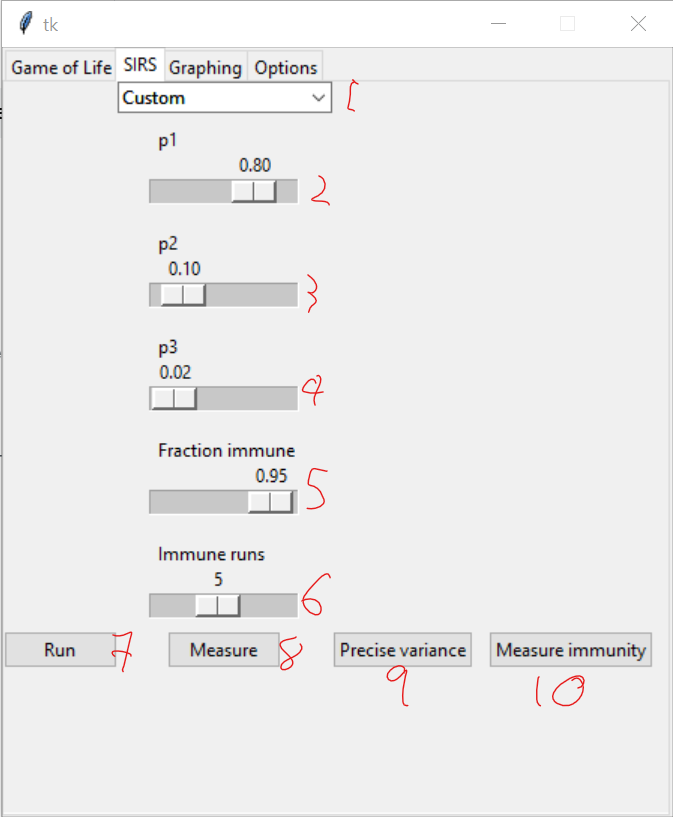 tk
Game of Life SIRS Graphing Options
Custom 1
p1
0.80
2
p2
0.10
3
p3
0.02
4
Fraction immune
0.95
5
Immune runs
5
6
Run 7 Measure 8 Precise variance Measure immunity
9 10